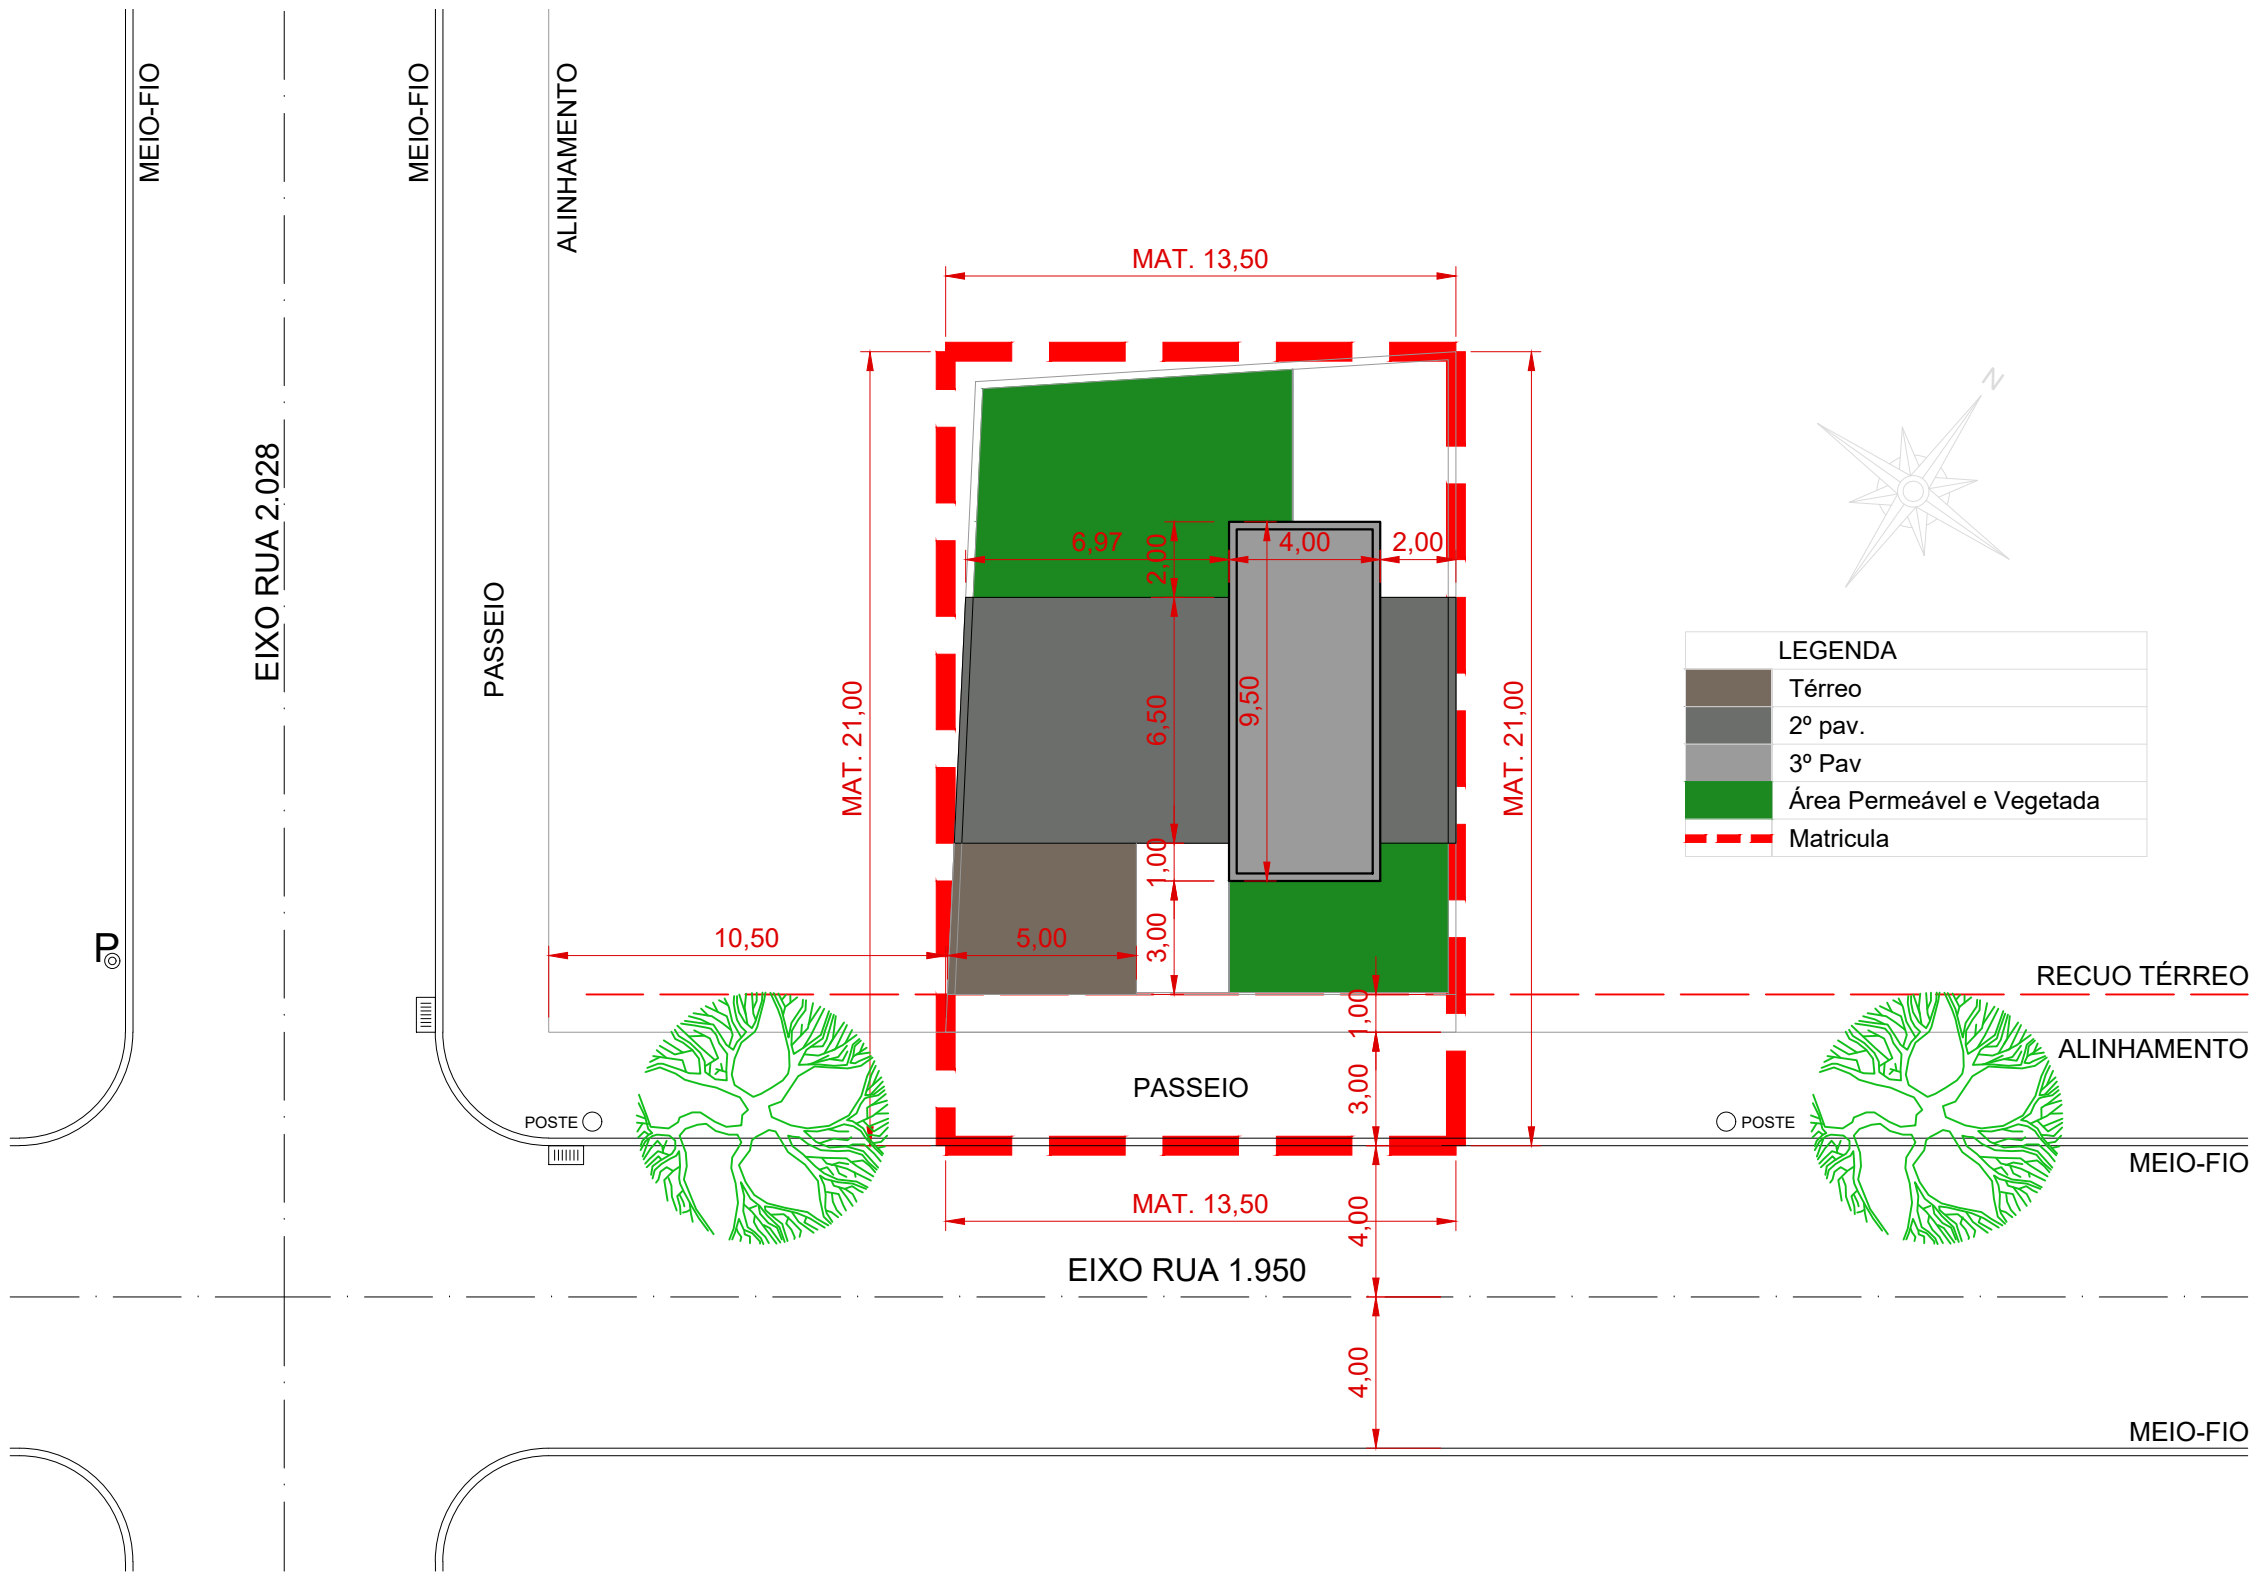 MEIO-FIO
MEIO-FIO
ALINHAMENTO
MAT. 13,50
N
EIXO RUA 2.028
PASSEIO
MAT. 21,00
6,97
2,00
4,00
2,00
6,50
9,50
MAT. 21,00
LEGENDA
Térreo
2º pav.
3º Pav
Área Permeável e Vegetada
Matricula
1,00
P
10,50
5,00
3,00
RECUO TÉRREO
1,00
ALINHAMENTO
PASSEIO
3,00
POSTE
POSTE
MEIO-FIO
MAT. 13,50
4,00
EIXO RUA 1.950
4,00
MEIO-FIO